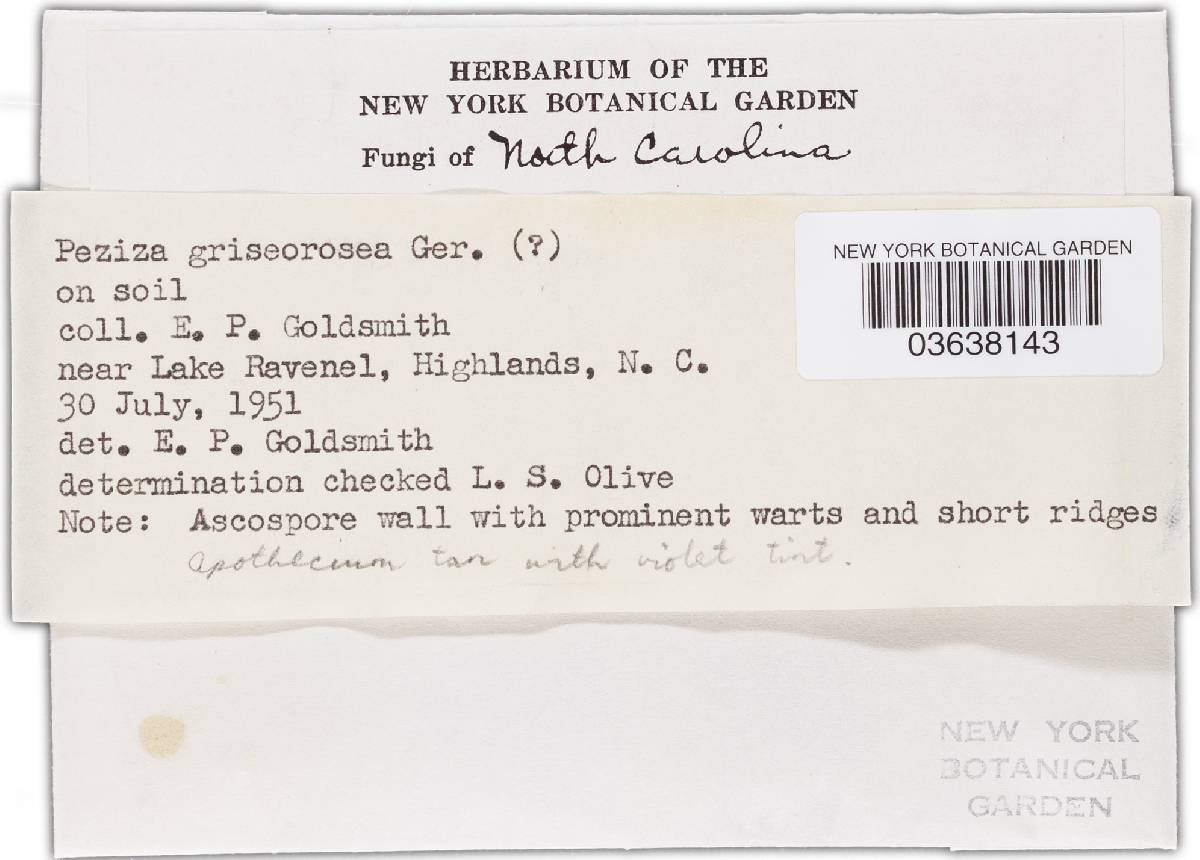 HERBARIUM OF THE
NEW YORK BOTANICAL GARDEN
Fungi of North Carolina
Peziza griseorosea Ger. (?)
on soil
coll. E. P. Goldsmith
near Lake Ravenel, Highlands, N. C.
30 July, 1951
det. E. P. Goldsmith
determination checked L. S. Olive
Note: Ascospore wall with prominent warts and short ridges
apothecium tan with violet tint.
NEW YORK BOTANICAL GARDEN
03638143
NEW YORK
BOTANICAL
GARDEN